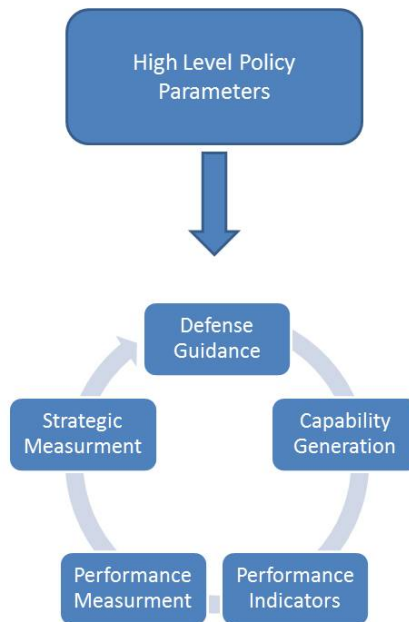 High Level Policy
Parameters
Defense
Guidance
Capability
Generation
Performance
Indicators
Performance
Measurment
Strategic
Measurment